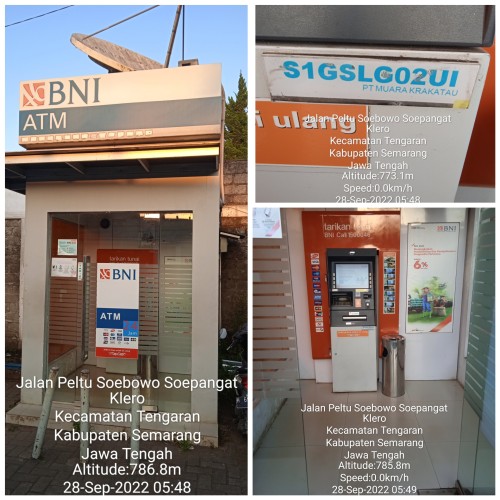 BNI
ATM
tarikan tunai
BNI
ATM
Jalan Peltu Soebowo Soepangat
Klero
Kecamatan Tengaran
Kabupaten Semarang
Jawa Tengah
Altitude:786.8m
28-Sep-2022 05:48
S1GSLG02UI
PT MUARA KRAKATAU
i ulang
Jalan Peltu Soebowo Soepangat
Klero
Kecamatan Tengaran
Kabupaten Semarang
Jawa Tengah
Altitude:773.1m
Speed:0.0km/h
28-Sep-2022 05:48
tarikan
BNI Call
BNI
6%
Jalan Peltu Soebowo Soepangat
Klero
Kecamatan Tengaran
Kabupaten Semarang
Jawa Tengah
Altitude:785.8m
Speed:0.0km/h
28-Sep-2022 05:49